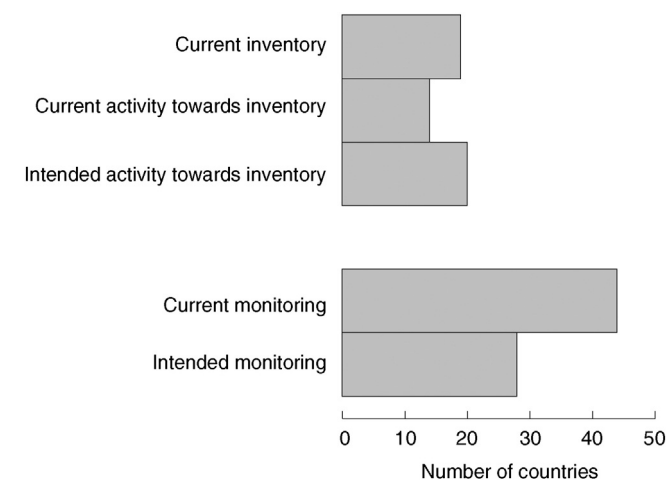 Current inventory
Current activity towards inventory
Intended activity towards inventory
Current monitoring
Intended monitoring
0 10 20 30 40 50
Number of countries